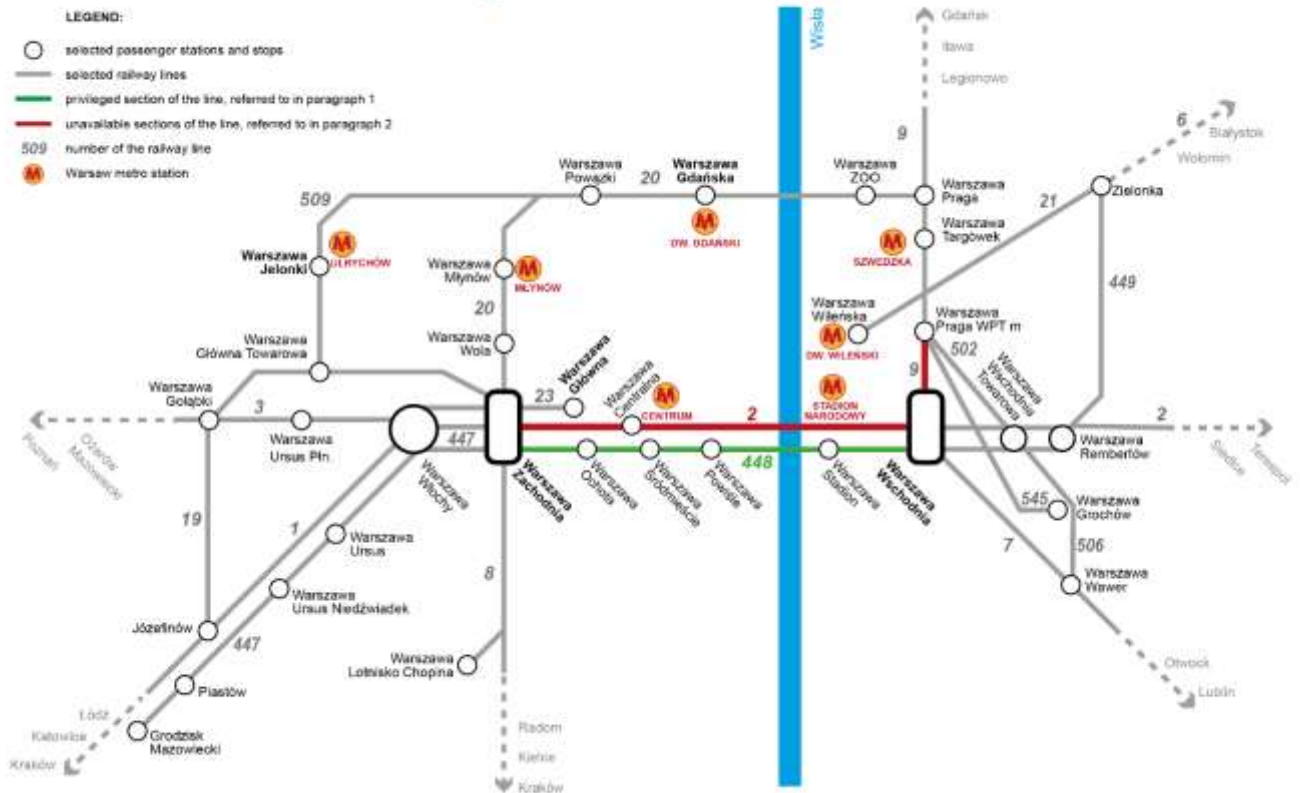 LEGEND:
selected passenger stations and stops
selected railway lines
privileged section of the line, referred to in paragraph 1
unavailable sections of the line, referred to in paragraph 2
509
number of the railway line
M
Warsaw metro station
Wisła
Gdańsk
Iława
Legionowo
9
6
Białystok
Wołomin
Warszawa
Powązki
20
Warszawa
Gdańska
Warszawa
ZOO
Warszawa
Praga
21
Zielonka
509
M
DW. GDAŃSKI
Warszawa
Targówek
M
SZWEDZKA
Warszawa
Jelonki
M
ULRYCHÓW
Warszawa
Młynów
M
MŁYNÓW
449
20
Warszawa
Wileńska
M
DW. WILEŃSKI
Warszawa
Praga WPT m
502
Warszawa
Wola
Warszawa
Główna Towarowa
Warszawa
Główna
Warszawa
Centralna
M
CENTRUM
M
STADION
NARODOWY
9
Warszawa
Wschodnia
Towarowa
Warszawa
Gołąbki
3
23
2
2
Poznań
Ożarów
Mazowiecki
Warszawa
Ursus Płn.
447
448
Warszawa
Włochy
Warszawa
Zachodnia
Warszawa
Ochota
Warszawa
Śródmieście
Warszawa
Powiśle
Warszawa
Stadion
Warszawa
Wschodnia
Warszawa
Rembertów
Siedlce
Terespol
545
Warszawa
Grochów
19
1
Warszawa
Ursus
8
7
506
Warszawa
Wawer
Warszawa
Ursus Niedźwiadek
Józefinów
447
Warszawa
Lotnisko Chopina
Otwock
Lublin
Piastów
Łódź
Katowice
Kraków
Grodzisk
Mazowiecki
Radom
Kielce
Kraków